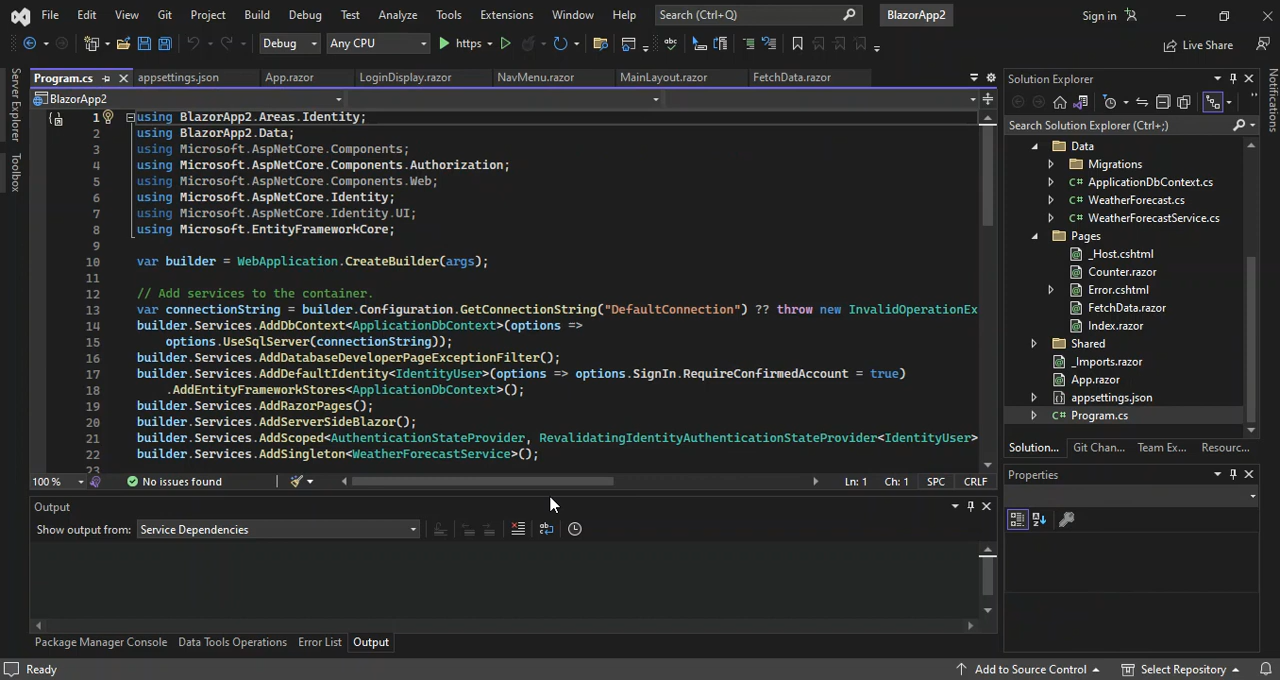 File Edit View Git Project Build Debug Test Analyze Tools Extensions Window Help Search (Ctrl+Q) BlazorApp2 Sign in
Debug Any CPU https Live Share
Server Explorer
Toolbox
Program.cs appsettings.json App.razor LoginDisplay.razor NavMenu.razor MainLayout.razor FetchData.razor
BlazorApp2
1 using BlazorApp2.Areas.Identity;
2 using BlazorApp2.Data;
3 using Microsoft.AspNetCore.Components;
4 using Microsoft.AspNetCore.Components.Authorization;
5 using Microsoft.AspNetCore.Components.Web;
6 using Microsoft.AspNetCore.Identity;
7 using Microsoft.AspNetCore.Identity.UI;
8 using Microsoft.EntityFrameworkCore;
9
10 var builder = WebApplication.CreateBuilder(args);
11
12 // Add services to the container.
13 var connectionString = builder.Configuration.GetConnectionString("DefaultConnection") ?? throw new InvalidOperationEx
14 builder.Services.AddDbContext<ApplicationDbContext>(options =>
15 options.UseSqlServer(connectionString));
16 builder.Services.AddDatabaseDeveloperPageExceptionFilter();
17 builder.Services.AddDefaultIdentity<IdentityUser>(options => options.SignIn.RequireConfirmedAccount = true)
18 .AddEntityFrameworkStores<ApplicationDbContext>();
19 builder.Services.AddRazorPages();
20 builder.Services.AddServerSideBlazor();
21 builder.Services.AddScoped<AuthenticationStateProvider, RevalidatingIdentityAuthenticationStateProvider<IdentityUser>
22 builder.Services.AddSingleton<WeatherForecastService>();
23
100 % No issues found Ln: 1 Ch: 1 SPC CRLF
Output
Show output from: Service Dependencies
Package Manager Console Data Tools Operations Error List Output
Solution Explorer
Search Solution Explorer (Ctrl+;)
Data
Migrations
C# ApplicationDbContext.cs
C# WeatherForecast.cs
C# WeatherForecastService.cs
Pages
_Host.cshtml
Counter.razor
Error.cshtml
FetchData.razor
Index.razor
Shared
_Imports.razor
App.razor
appsettings.json
C# Program.cs
Solution... Git Chan... Team Ex... Resourc...
Properties
Notifications
Ready Add to Source Control Select Repository